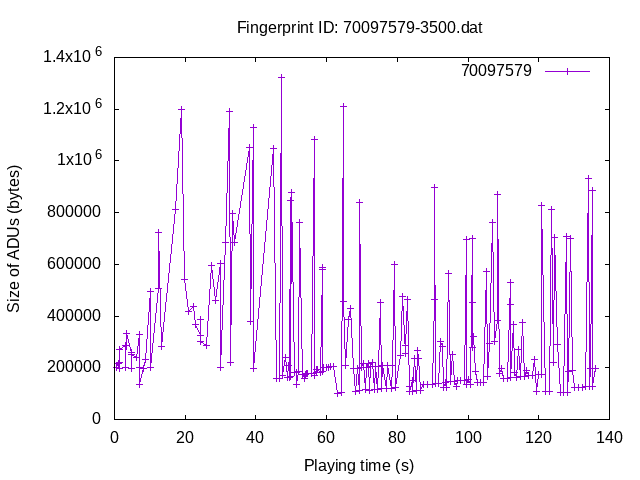 Fingerprint ID: 70097579-3500.dat
70097579
1.4x10^6
1.2x10^6
1x10^6
800000
600000
400000
200000
0
Size of ADUs (bytes)
0 20 40 60 80 100 120 140
Playing time (s)